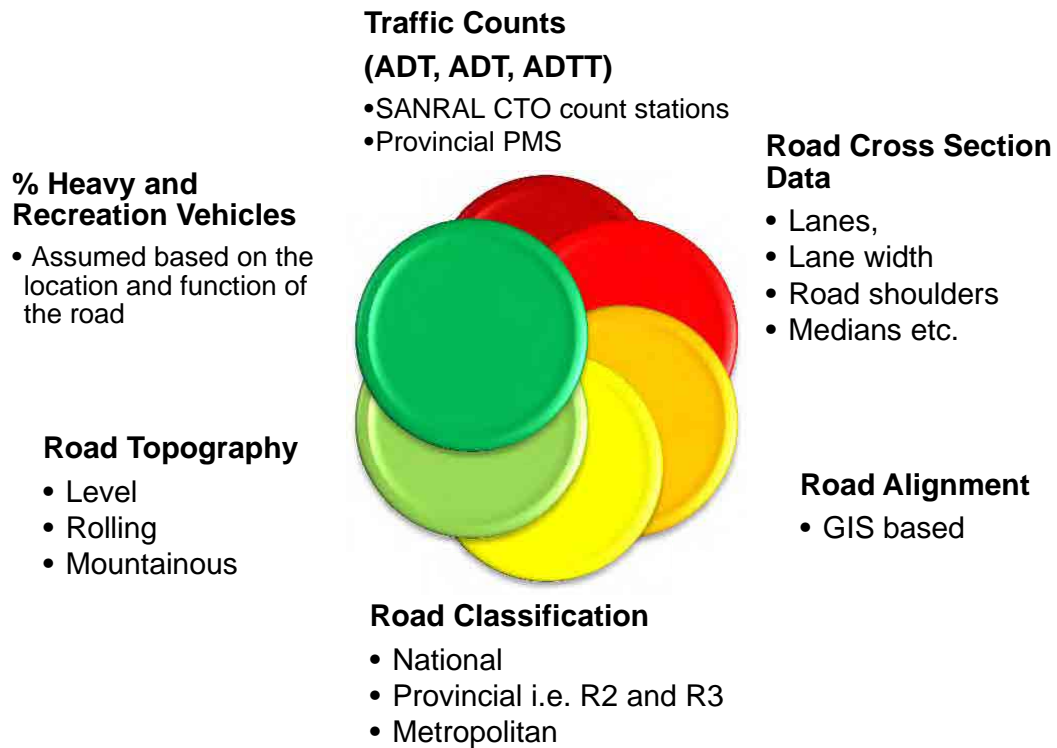 Traffic Counts
(ADT, ADT, ADTT)
•SANRAL CTO count stations
•Provincial PMS
Road Cross Section
Data
• Lanes,
• Lane width
• Road shoulders
• Medians etc.
Road Alignment
• GIS based
Road Classification
• National
• Provincial i.e. R2 and R3
• Metropolitan
Road Topography
• Level
• Rolling
• Mountainous
% Heavy and
Recreation Vehicles
• Assumed based on the
location and function of
the road